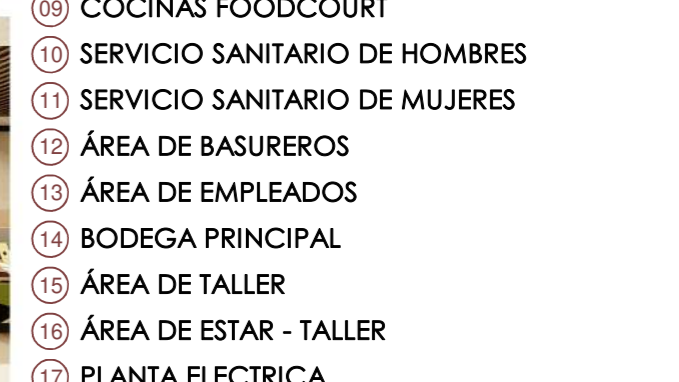 09 COCINAS FOODCOURT
10 SERVICIO SANITARIO DE HOMBRES
11 SERVICIO SANITARIO DE MUJERES
12 ÁREA DE BASUREROS
13 ÁREA DE EMPLEADOS
14 BODEGA PRINCIPAL
15 ÁREA DE TALLER
16 ÁREA DE ESTAR - TALLER
17 PLANTA ELECTRICA